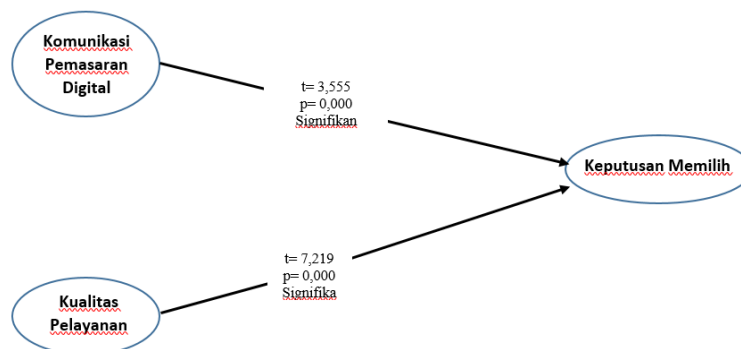 Komunikasi
Pemasaran
Digital
t= 3,555
p= 0,000
Signifikan
Keputusan Memilih
t= 7,219
p= 0,000
Signifika
Kualitas
Pelayanan